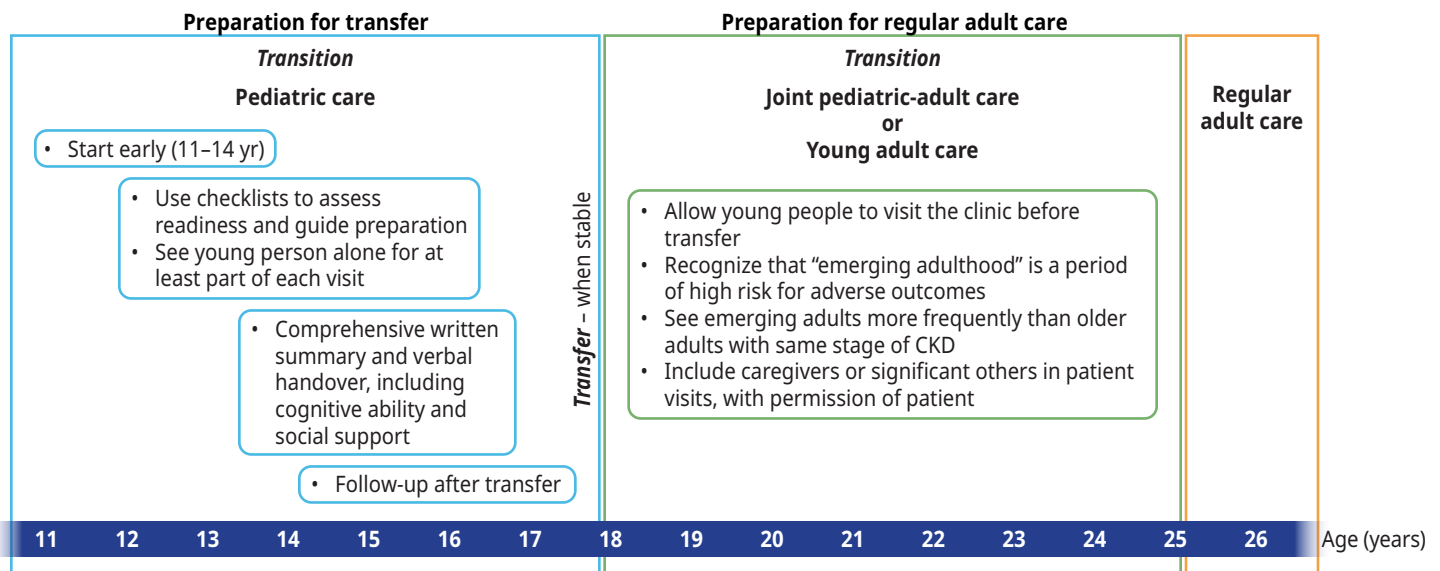 Preparation for transfer
Transition
Pediatric care
• Start early (11–14 yr)
• Use checklists to assess
readiness and guide preparation
• See young person alone for at
least part of each visit
• Comprehensive written
summary and verbal
handover, including
cognitive ability and
social support
• Follow-up after transfer
Transfer – when stable
Preparation for regular adult care
Transition
Joint pediatric-adult care
or
Young adult care
• Allow young people to visit the clinic before
transfer
• Recognize that “emerging adulthood” is a period
of high risk for adverse outcomes
• See emerging adults more frequently than older
adults with same stage of CKD
• Include caregivers or significant others in patient
visits, with permission of patient
Regular
adult care
11 12 13 14 15 16 17 18 19 20 21 22 23 24 25 26 Age (years)